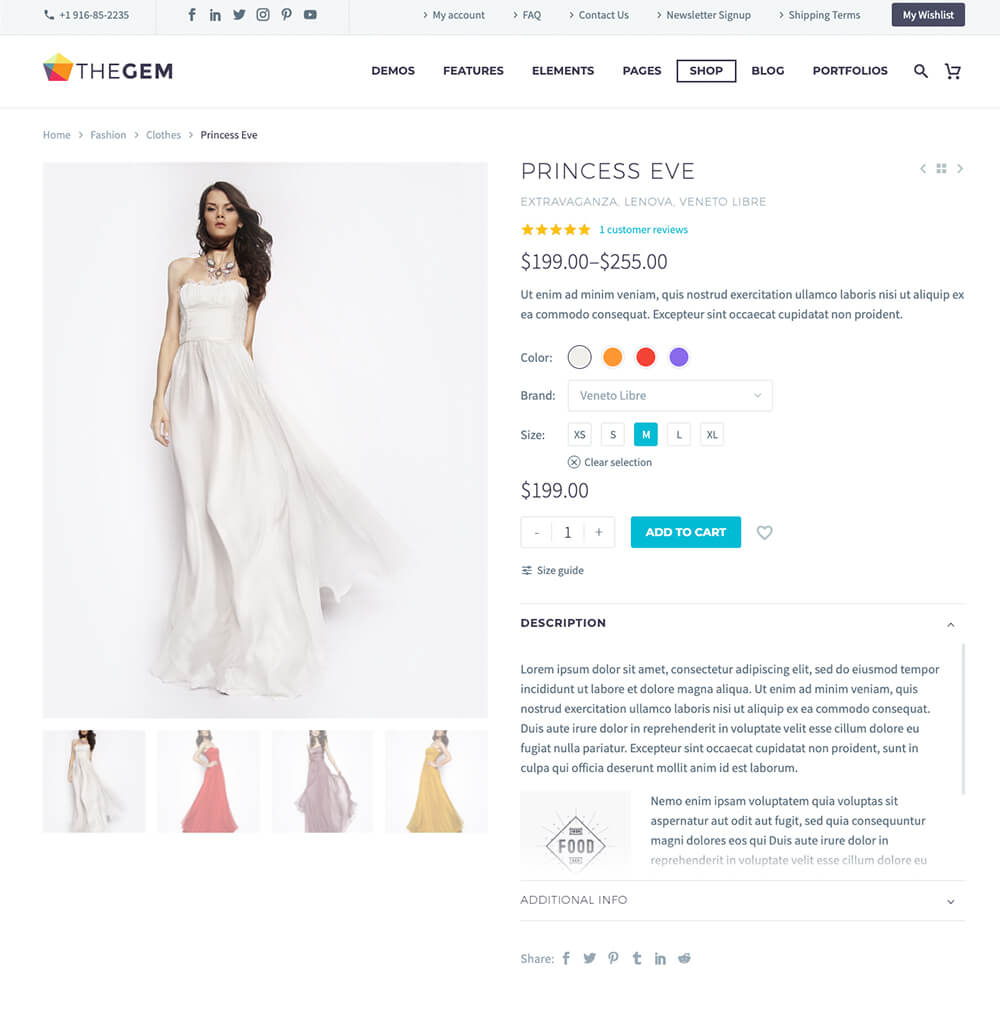 +1 916-85-2235
My account
FAQ
Contact Us
Newsletter Signup
Shipping Terms
My Wishlist
THEGEM
DEMOS
FEATURES
ELEMENTS
PAGES
SHOP
BLOG
PORTFOLIOS
Home > Fashion > Clothes > Princess Eve
PRINCESS EVE
EXTRAVAGANZA, LENOVA, VENETO LIBRE
1 customer reviews
$199.00–$255.00
Ut enim ad minim veniam, quis nostrud exercitation ullamco laboris nisi ut aliquip ex
ea commodo consequat. Excepteur sint occaecat cupidatat non proident.
Color:
Brand: Veneto Libre
Size: XS S M L XL
Clear selection
$199.00
- 1 +
ADD TO CART
Size guide
DESCRIPTION
Lorem ipsum dolor sit amet, consectetur adipiscing elit, sed do eiusmod tempor
incididunt ut labore et dolore magna aliqua. Ut enim ad minim veniam, quis
nostrud exercitation ullamco laboris nisi ut aliquip ex ea commodo consequat.
Duis aute irure dolor in reprehenderit in voluptate velit esse cillum dolore eu
fugiat nulla pariatur. Excepteur sint occaecat cupidatat non proident, sunt in
culpa qui officia deserunt mollit anim id est laborum.
FOOD
Nemo enim ipsam voluptatem quia voluptas sit
aspernatur aut odit aut fugit, sed quia consequuntur
magni dolores eos qui Duis aute irure dolor in
reprehenderit in voluptate velit esse cillum dolore eu
ADDITIONAL INFO
Share: